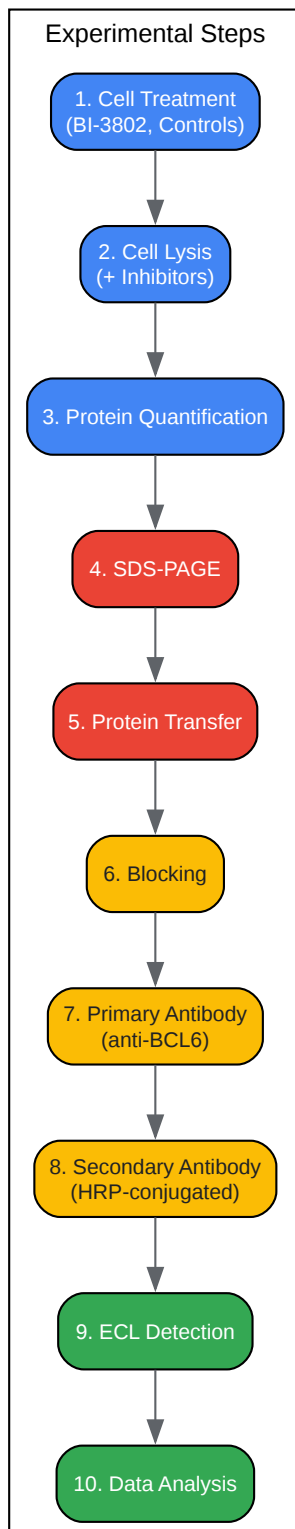 Experimental Steps
1. Cell Treatment
(BI-3802, Controls)
2. Cell Lysis
(+ Inhibitors)
3. Protein Quantification
4. SDS-PAGE
5. Protein Transfer
6. Blocking
7. Primary Antibody
(anti-BCL6)
8. Secondary Antibody
(HRP-conjugated)
9. ECL Detection
10. Data Analysis